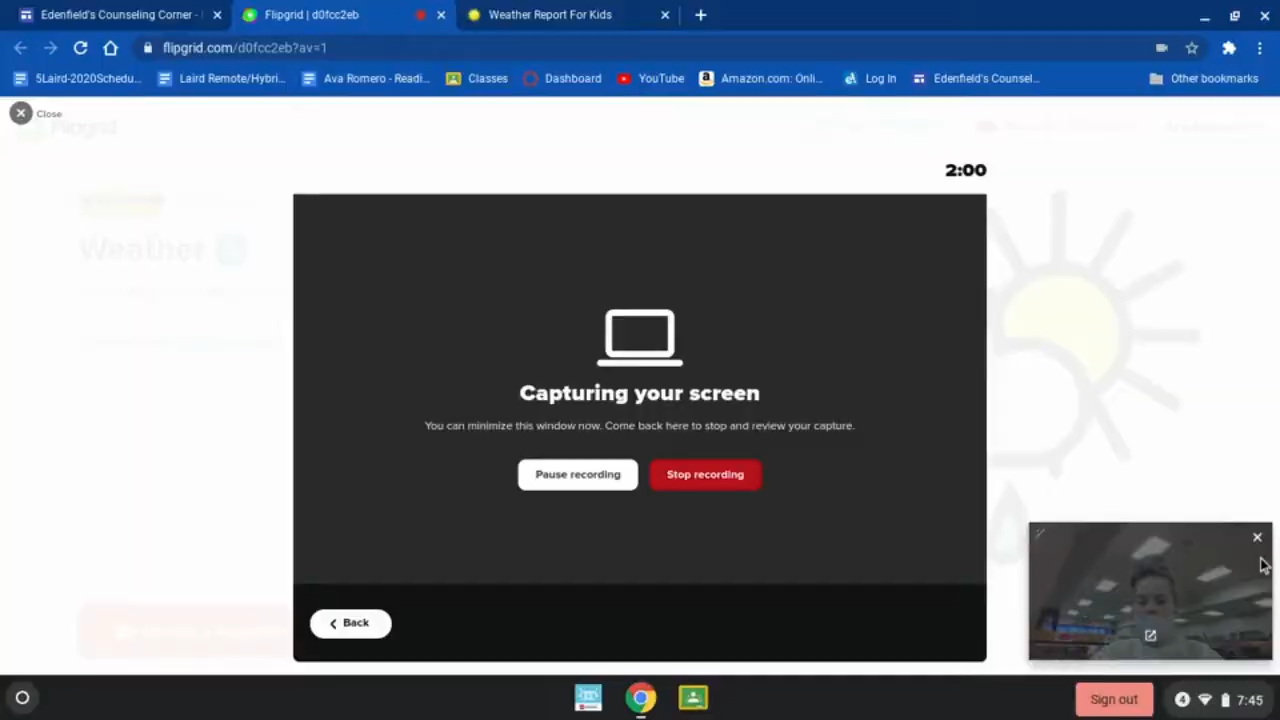 Edenfield's Counseling Corner -
Flipgrid | d0fcc2eb
Weather Report For Kids
flipgrid.com/d0fcc2eb?av=1
5Laird-2020Schedu...
Laird Remote/Hybri...
Ava Romero - Readi...
Classes
Dashboard
YouTube
Amazon.com: Onli...
Log In
Edenfield's Counsel...
Other bookmarks
Close
Flipgrid
2:00
Weather
Capturing your screen
You can minimize this window now. Come back here to stop and review your capture.
Pause recording
Stop recording
Back
Sign out
4
7:45